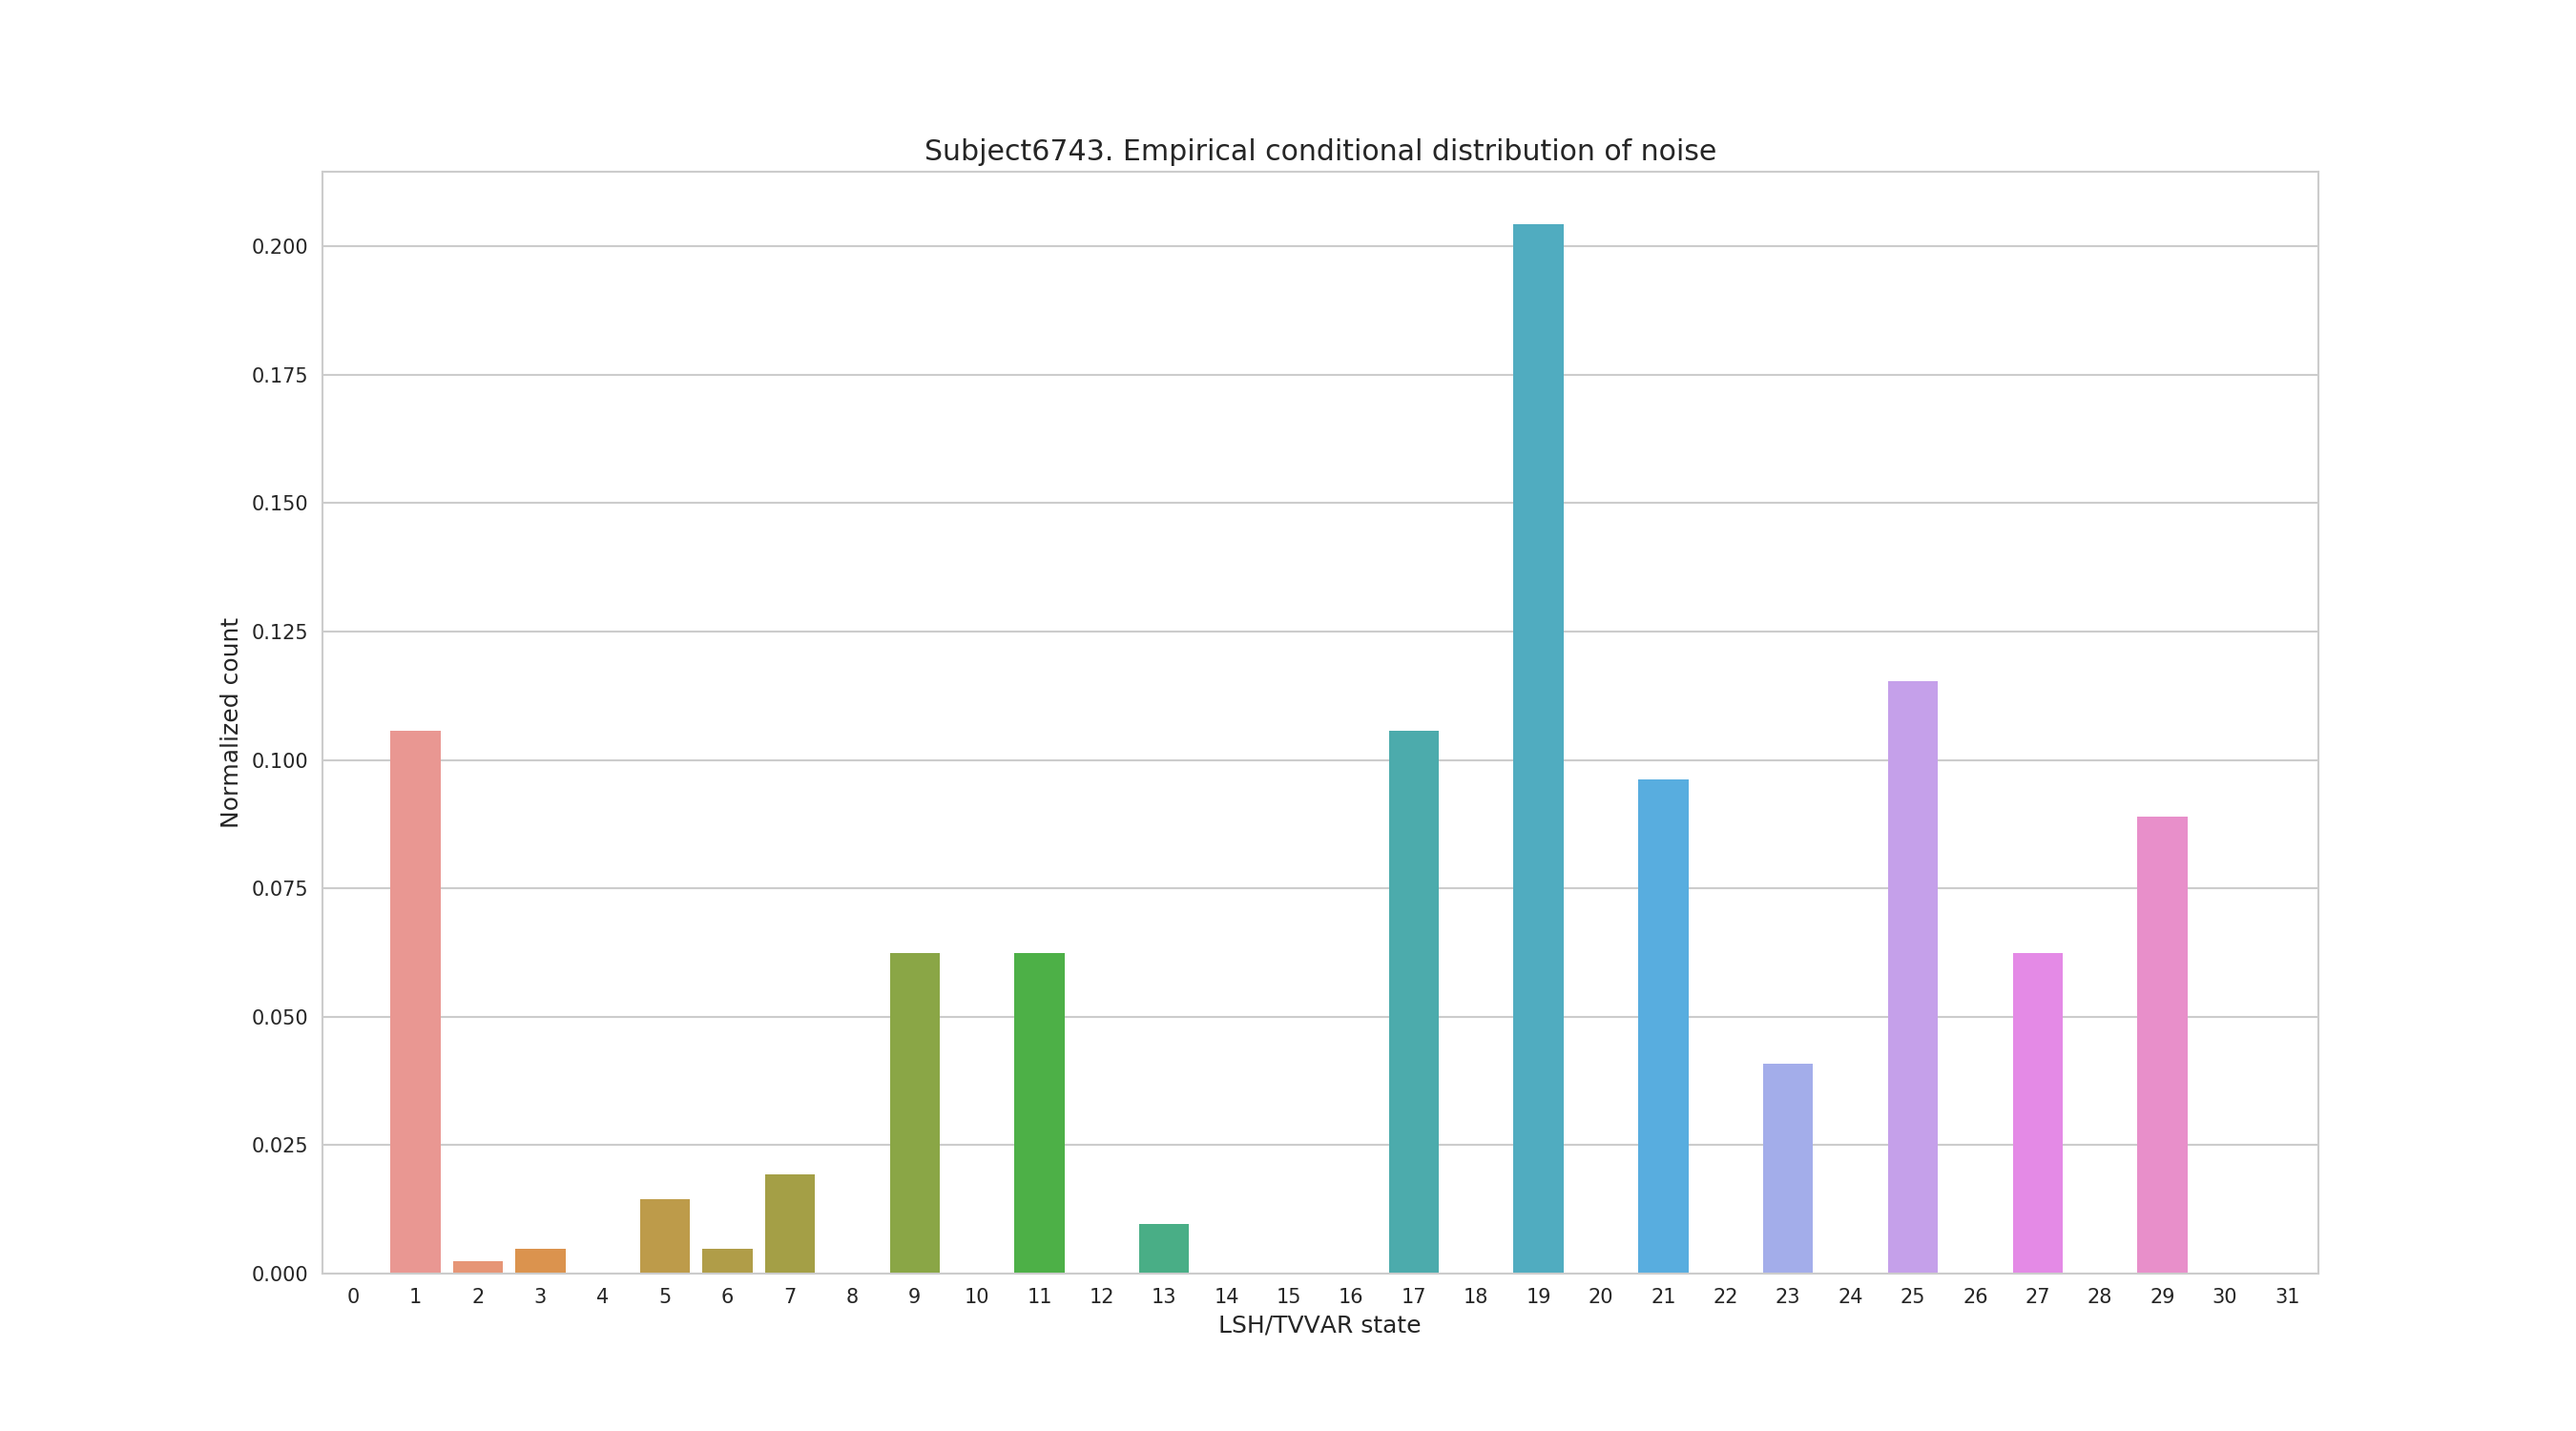 Subject6743. Empirical conditional distribution of noise
0.200
0.175
0.150
0.125
0.100
0.075
0.050
0.025
0.000
Normalized count
0 1 2 3 4 5 6 7 8 9 10 11 12 13 14 15 16 17 18 19 20 21 22 23 24 25 26 27 28 29 30 31
LSH/TVVAR state